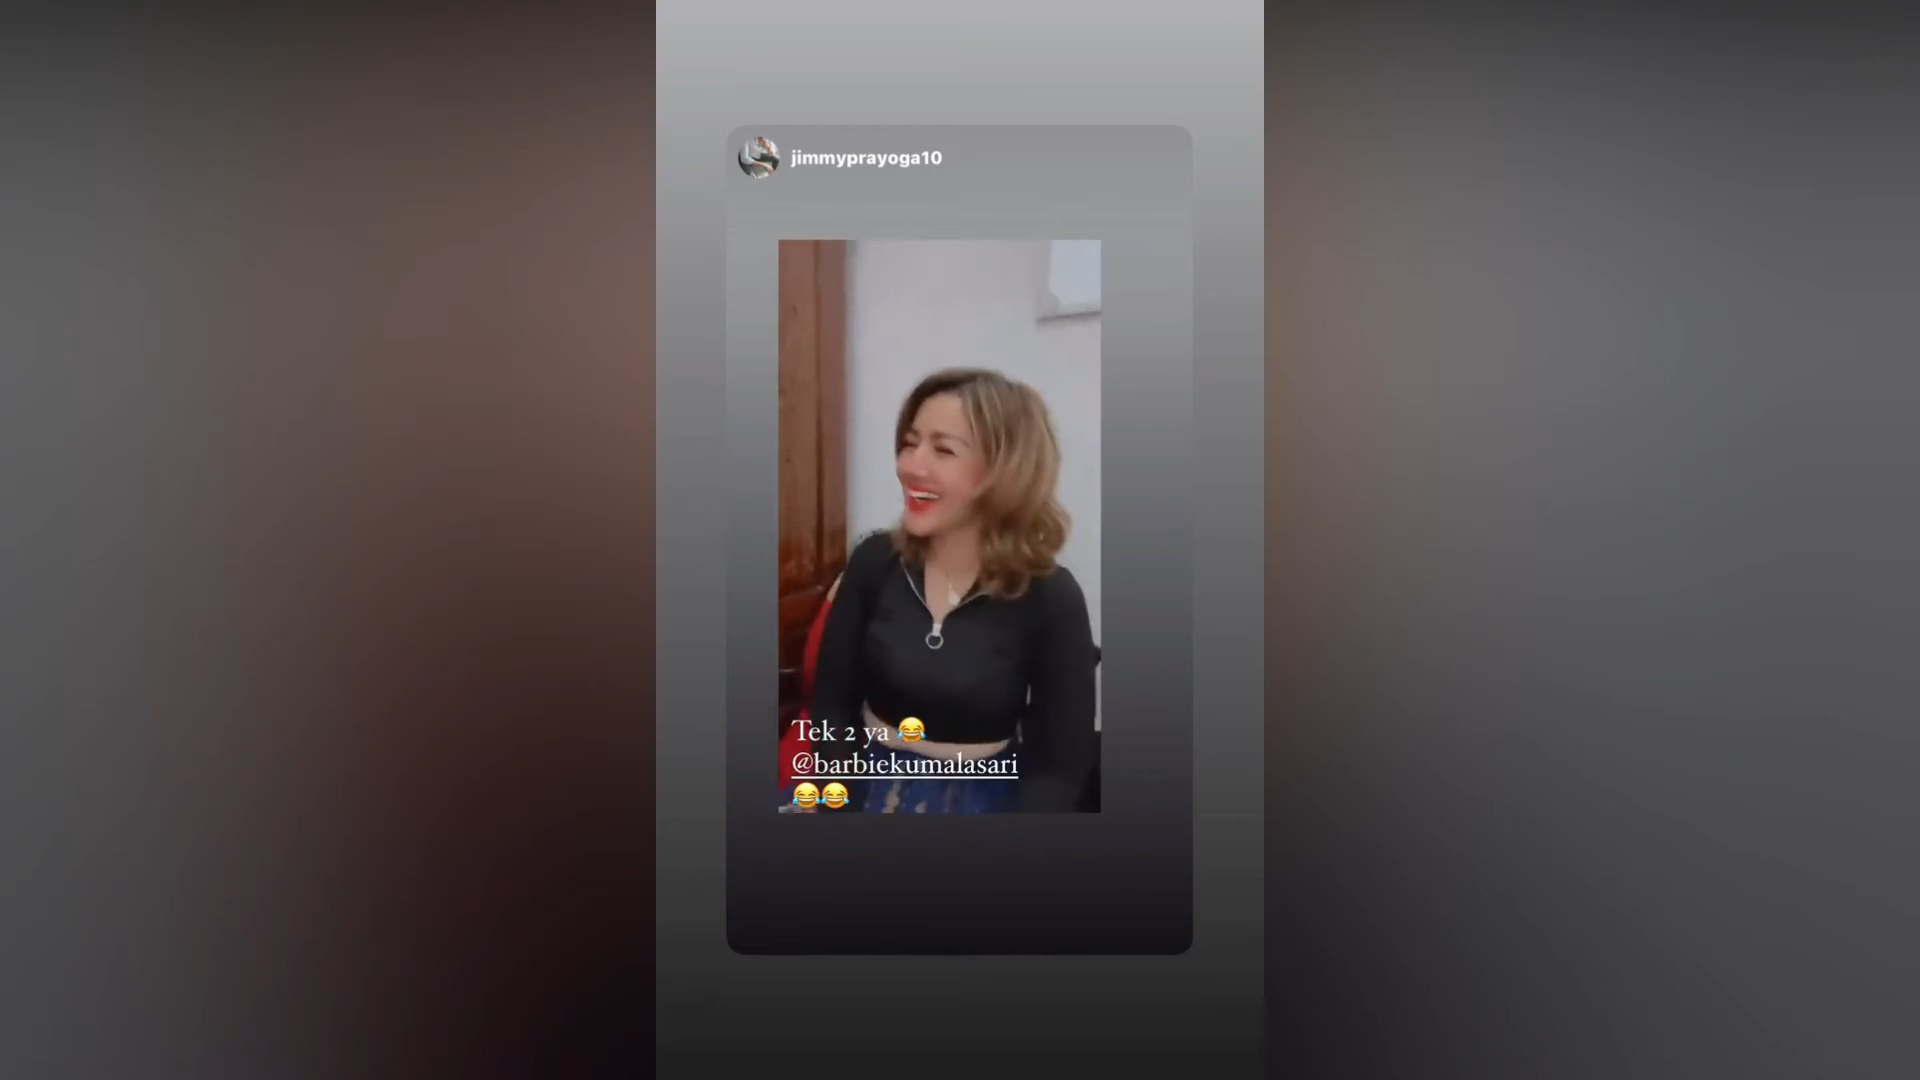 jimmyprayoga10
Tek 2 ya 😂
@barbiekumalasari
😂😂